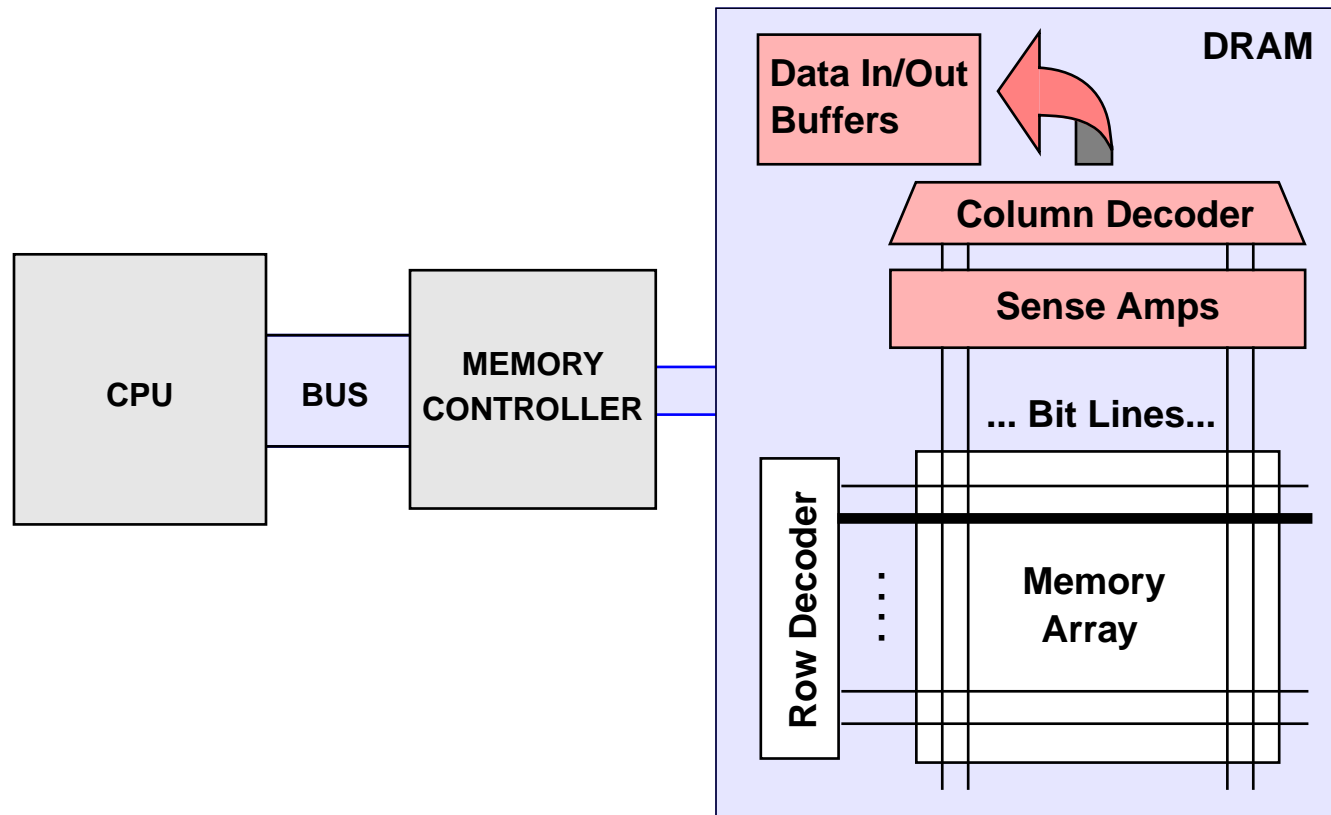 DRAM
Data In/Out
Buffers
Column Decoder
Sense Amps
CPU
BUS
MEMORY
CONTROLLER
... Bit Lines...
Row Decoder
. . . .
Memory
Array